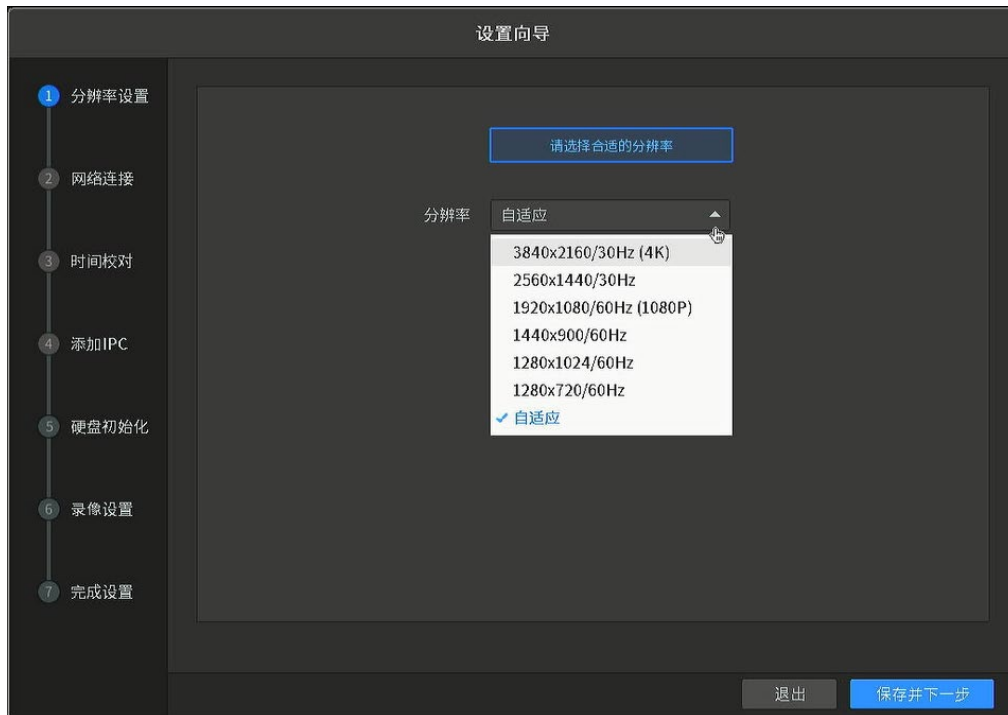 设置向导
1 分辨率设置
2 网络连接
3 时间校对
4 添加IPC
5 硬盘初始化
6 录像设置
7 完成设置
请选择合适的分辨率
分辨率 自适应
3840x2160/30Hz (4K)
2560x1440/30Hz
1920x1080/60Hz (1080P)
1440x900/60Hz
1280x1024/60Hz
1280x720/60Hz
自适应
退出 保存并下一步